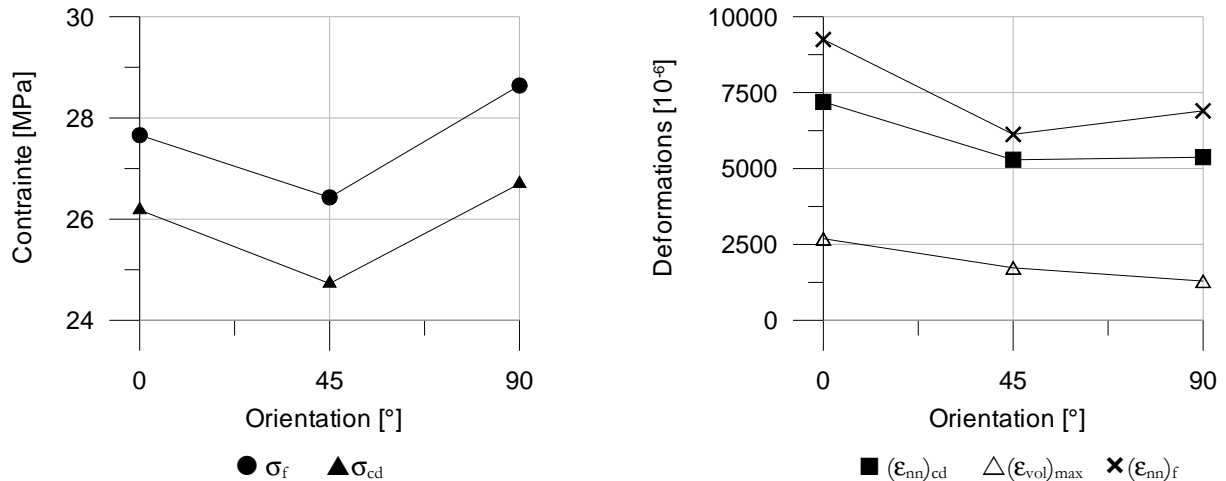 30
28
26
24
Contrainte [MPa]
0 45 90
Orientation [°]
σf σcd
10000
7500
5000
2500
0
Deformations [10-6]
0 45 90
Orientation [°]
(εnn)cd (εvol)max (εnn)f